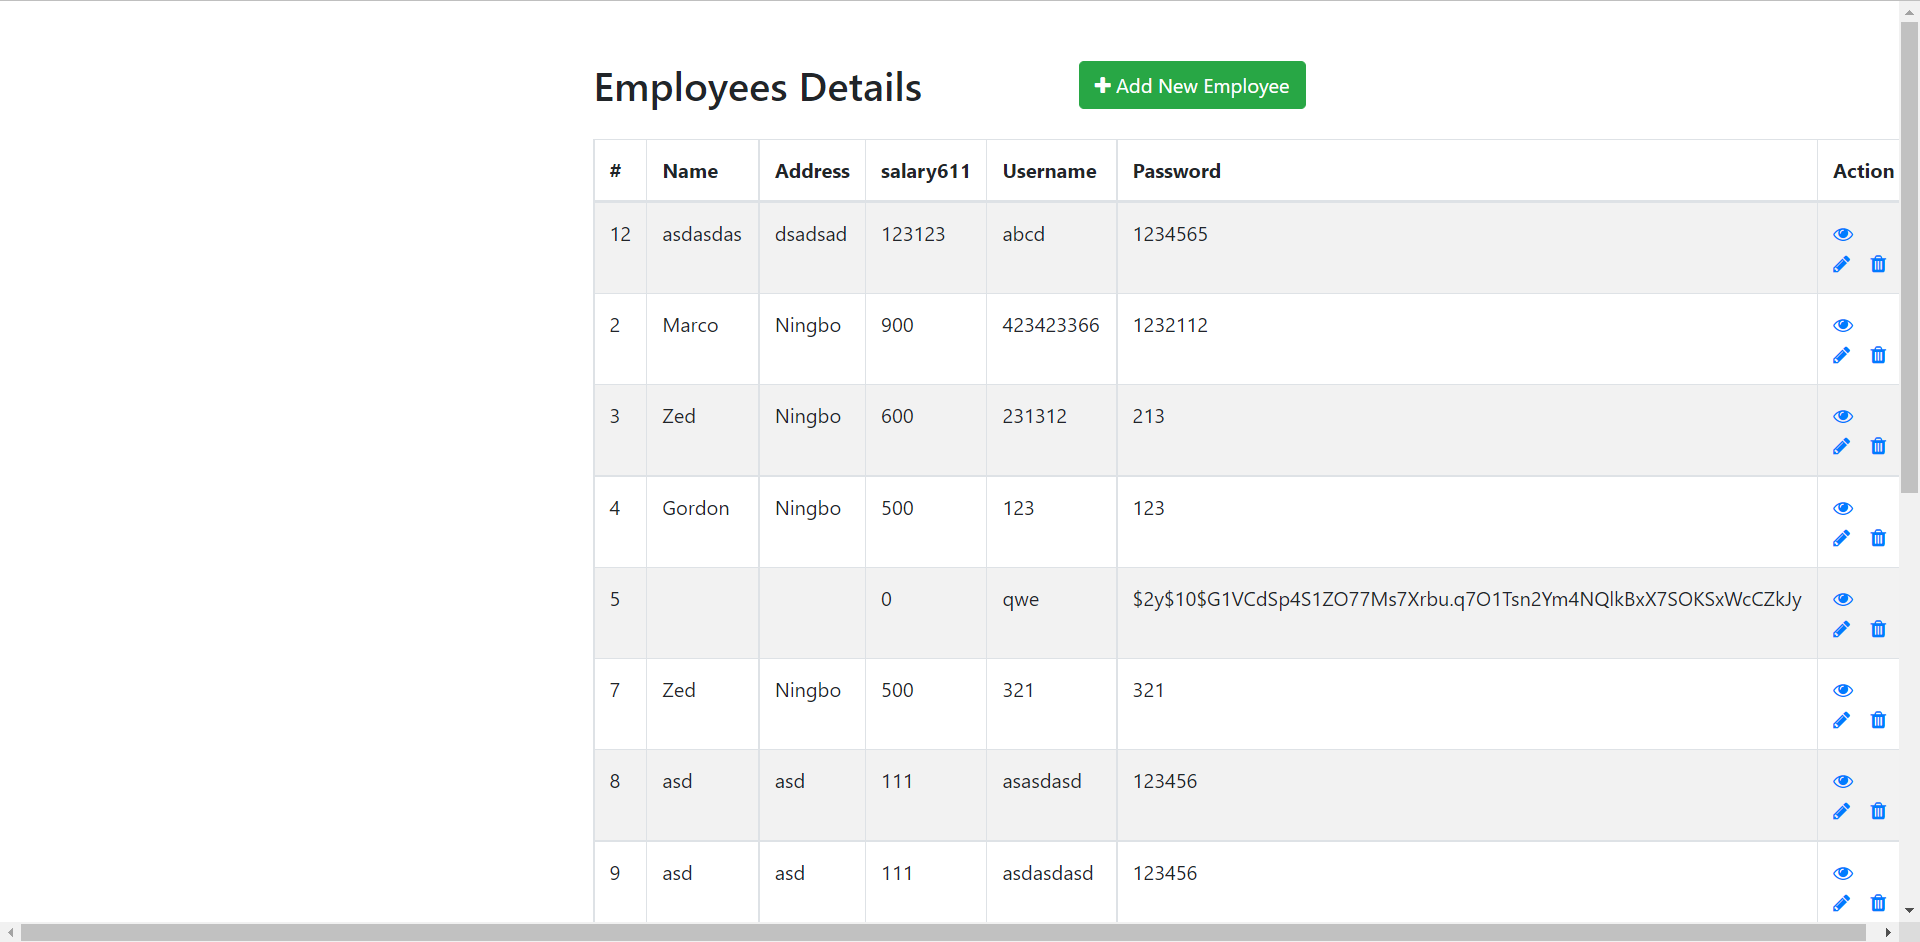 Employees Details
Add New Employee
# Name Address salary611 Username Password Action
12 asdasdas dsadsad 123123 abcd 1234565
2 Marco Ningbo 900 423423366 1232112
3 Zed Ningbo 600 231312 213
4 Gordon Ningbo 500 123 123
5 0 qwe $2y$10$G1VCdSp4S1ZO77Ms7Xrbu.q7O1Tsn2Ym4NQlkBxX7SOKSxWcCZkJy
7 Zed Ningbo 500 321 321
8 asd asd 111 asasdasd 123456
9 asd asd 111 asdasdasd 123456